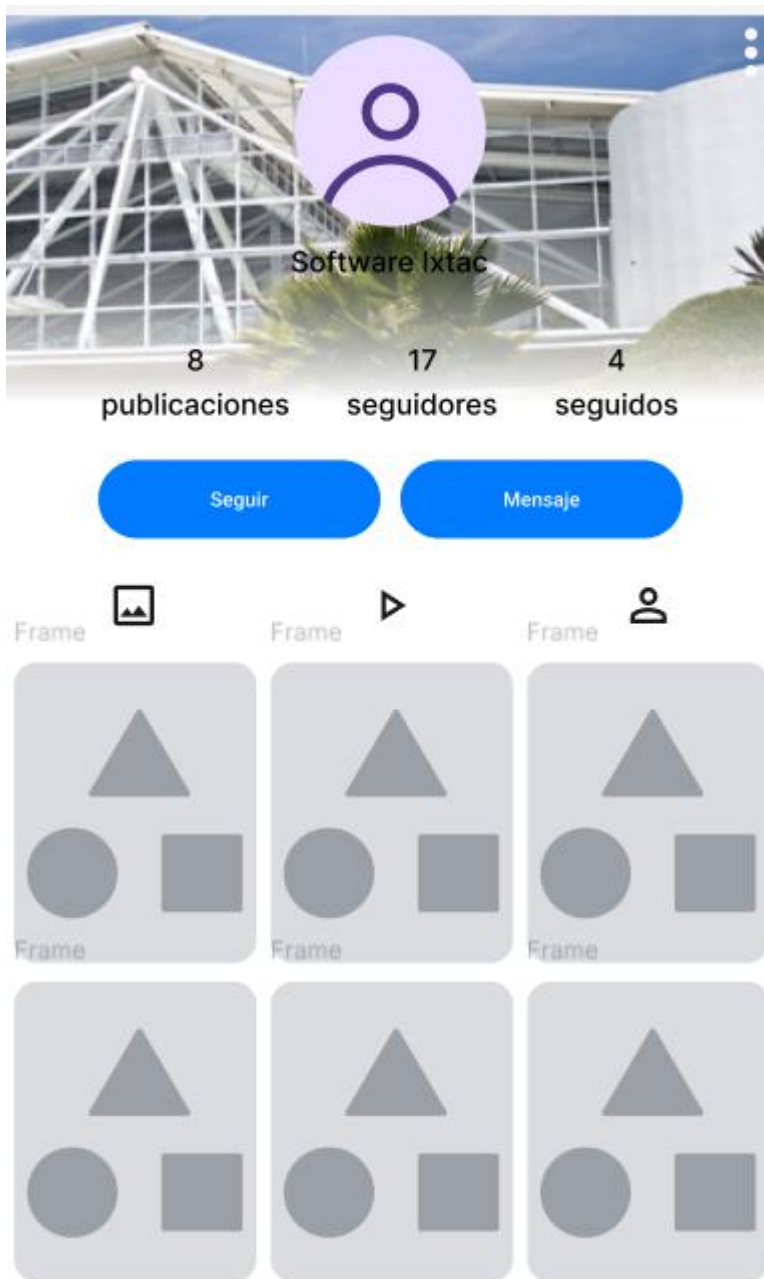 Software Ixtac
8 17 4
publicaciones seguidores seguidos
Seguir Mensaje
Frame Frame Frame
Frame Frame Frame